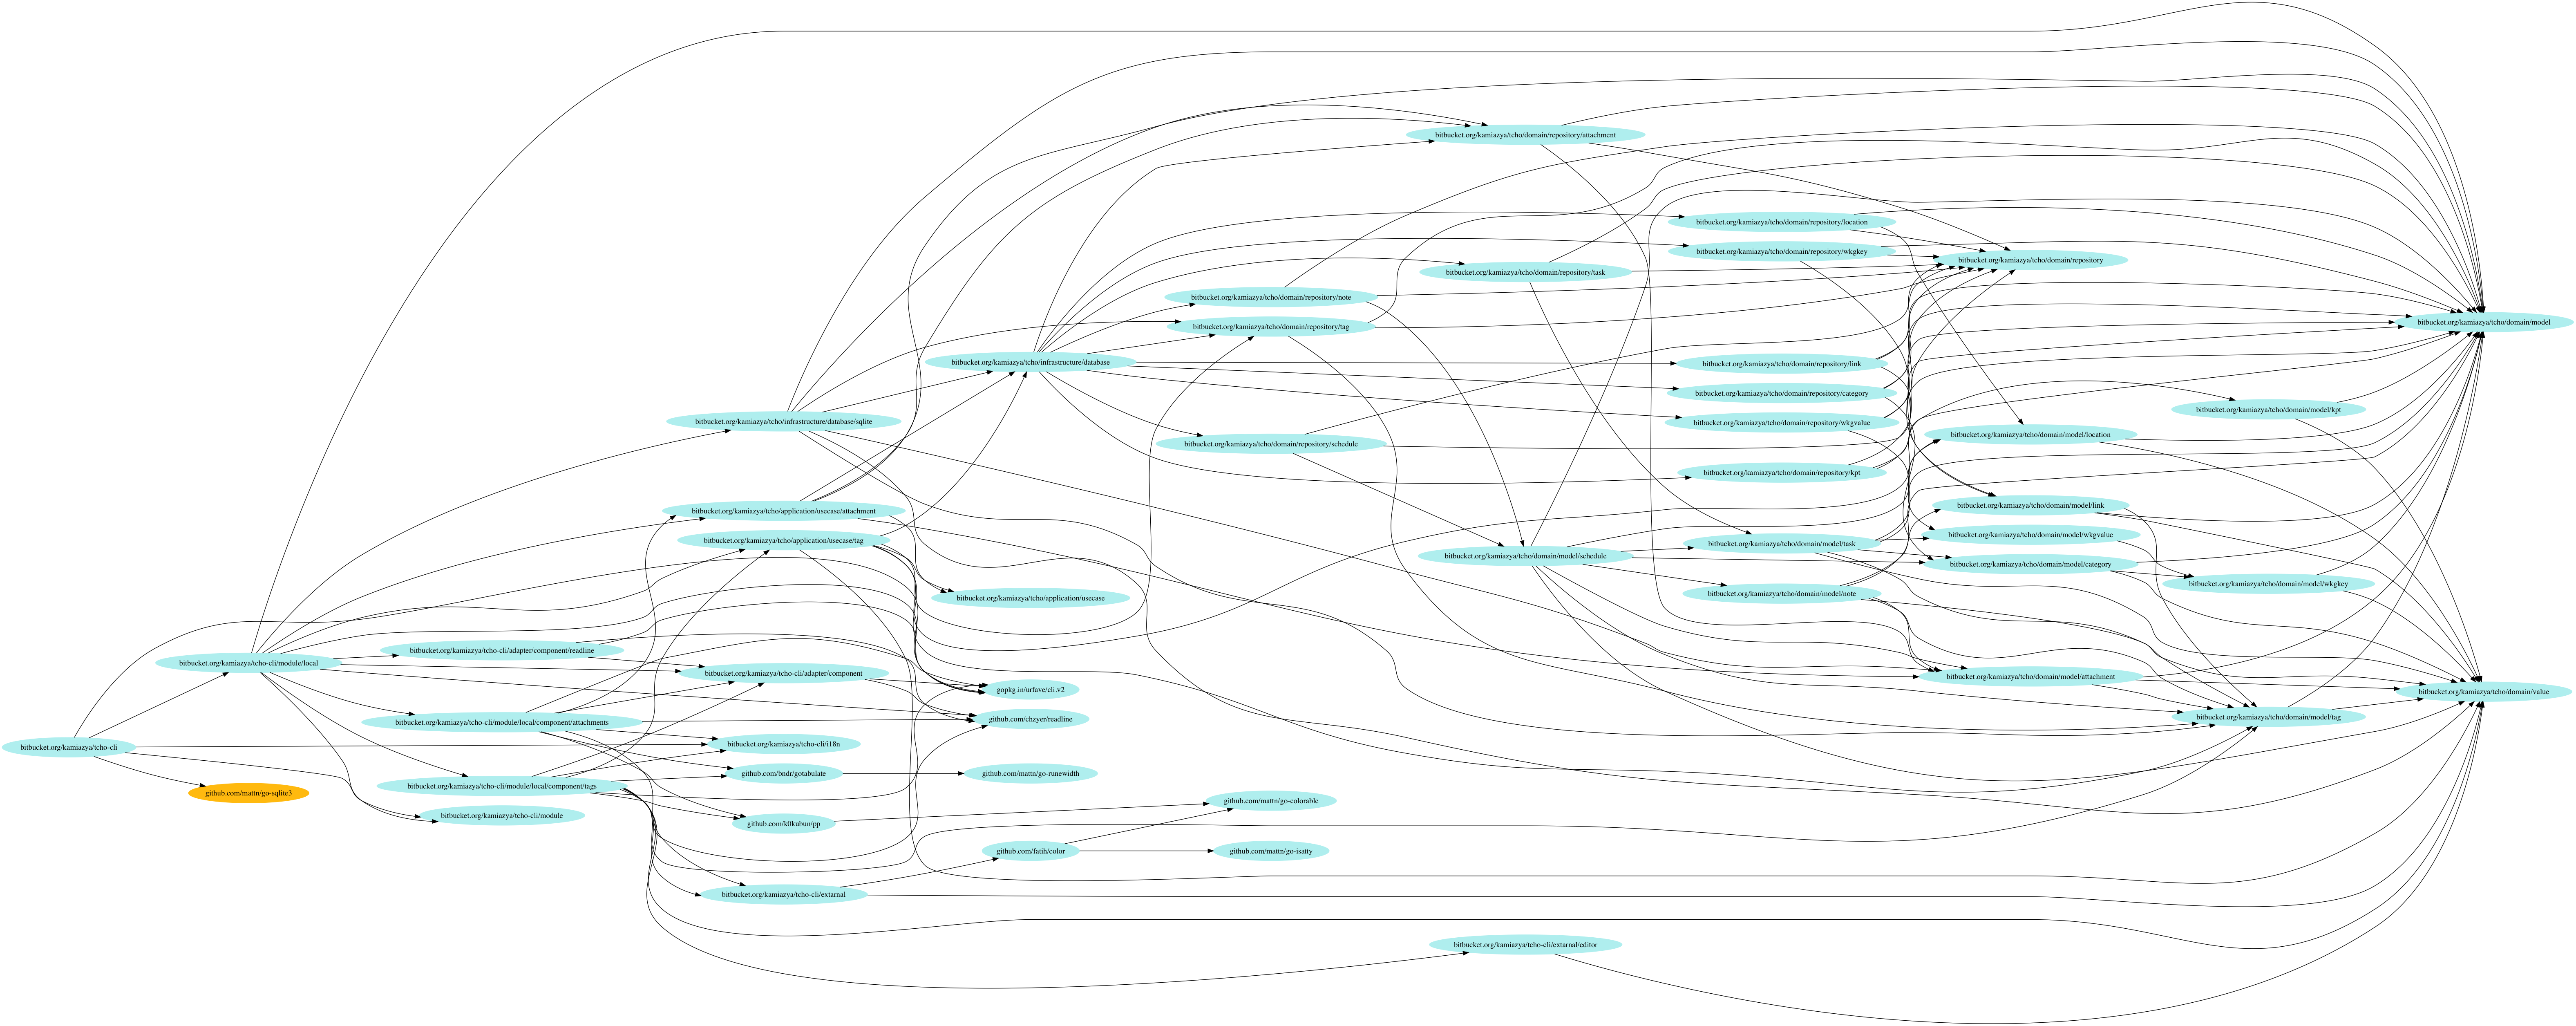 bitbucket.org/kamiazya/tcho/domain/repository/attachment
bitbucket.org/kamiazya/tcho/domain/repository/location
bitbucket.org/kamiazya/tcho/domain/repository/wkgkey
bitbucket.org/kamiazya/tcho/domain/repository
bitbucket.org/kamiazya/tcho/domain/repository/task
bitbucket.org/kamiazya/tcho/domain/repository/note
bitbucket.org/kamiazya/tcho/domain/model
bitbucket.org/kamiazya/tcho/domain/repository/tag
bitbucket.org/kamiazya/tcho/infrastructure/database
bitbucket.org/kamiazya/tcho/domain/repository/link
bitbucket.org/kamiazya/tcho/domain/repository/category
bitbucket.org/kamiazya/tcho/domain/model/kpt
bitbucket.org/kamiazya/tcho/infrastructure/database/sqlite
bitbucket.org/kamiazya/tcho/domain/repository/wkgvalue
bitbucket.org/kamiazya/tcho/domain/model/location
bitbucket.org/kamiazya/tcho/domain/repository/schedule
bitbucket.org/kamiazya/tcho/domain/repository/kpt
bitbucket.org/kamiazya/tcho/domain/model/link
bitbucket.org/kamiazya/tcho/application/usecase/attachment
bitbucket.org/kamiazya/tcho/domain/model/wkgvalue
bitbucket.org/kamiazya/tcho/application/usecase/tag
bitbucket.org/kamiazya/tcho/domain/model/task
bitbucket.org/kamiazya/tcho/domain/model/schedule
bitbucket.org/kamiazya/tcho/domain/model/category
bitbucket.org/kamiazya/tcho/domain/model/wkgkey
bitbucket.org/kamiazya/tcho/domain/model/note
bitbucket.org/kamiazya/tcho/application/usecase
bitbucket.org/kamiazya/tcho-cli/adapter/component/readline
bitbucket.org/kamiazya/tcho-cli/module/local
bitbucket.org/kamiazya/tcho-cli/adapter/component
bitbucket.org/kamiazya/tcho/domain/model/attachment
gopkg.in/urfave/cli.v2
bitbucket.org/kamiazya/tcho/domain/value
bitbucket.org/kamiazya/tcho/domain/model/tag
github.com/chzyer/readline
bitbucket.org/kamiazya/tcho-cli/module/local/component/attachments
bitbucket.org/kamiazya/tcho-cli/i18n
bitbucket.org/kamiazya/tcho-cli
github.com/bndr/gotabulate
github.com/mattn/go-runewidth
bitbucket.org/kamiazya/tcho-cli/module/local/component/tags
github.com/mattn/go-sqlite3
github.com/mattn/go-colorable
bitbucket.org/kamiazya/tcho-cli/module
github.com/k0kubun/pp
github.com/fatih/color
github.com/mattn/go-isatty
bitbucket.org/kamiazya/tcho-cli/extarnal
bitbucket.org/kamiazya/tcho-cli/extarnal/editor